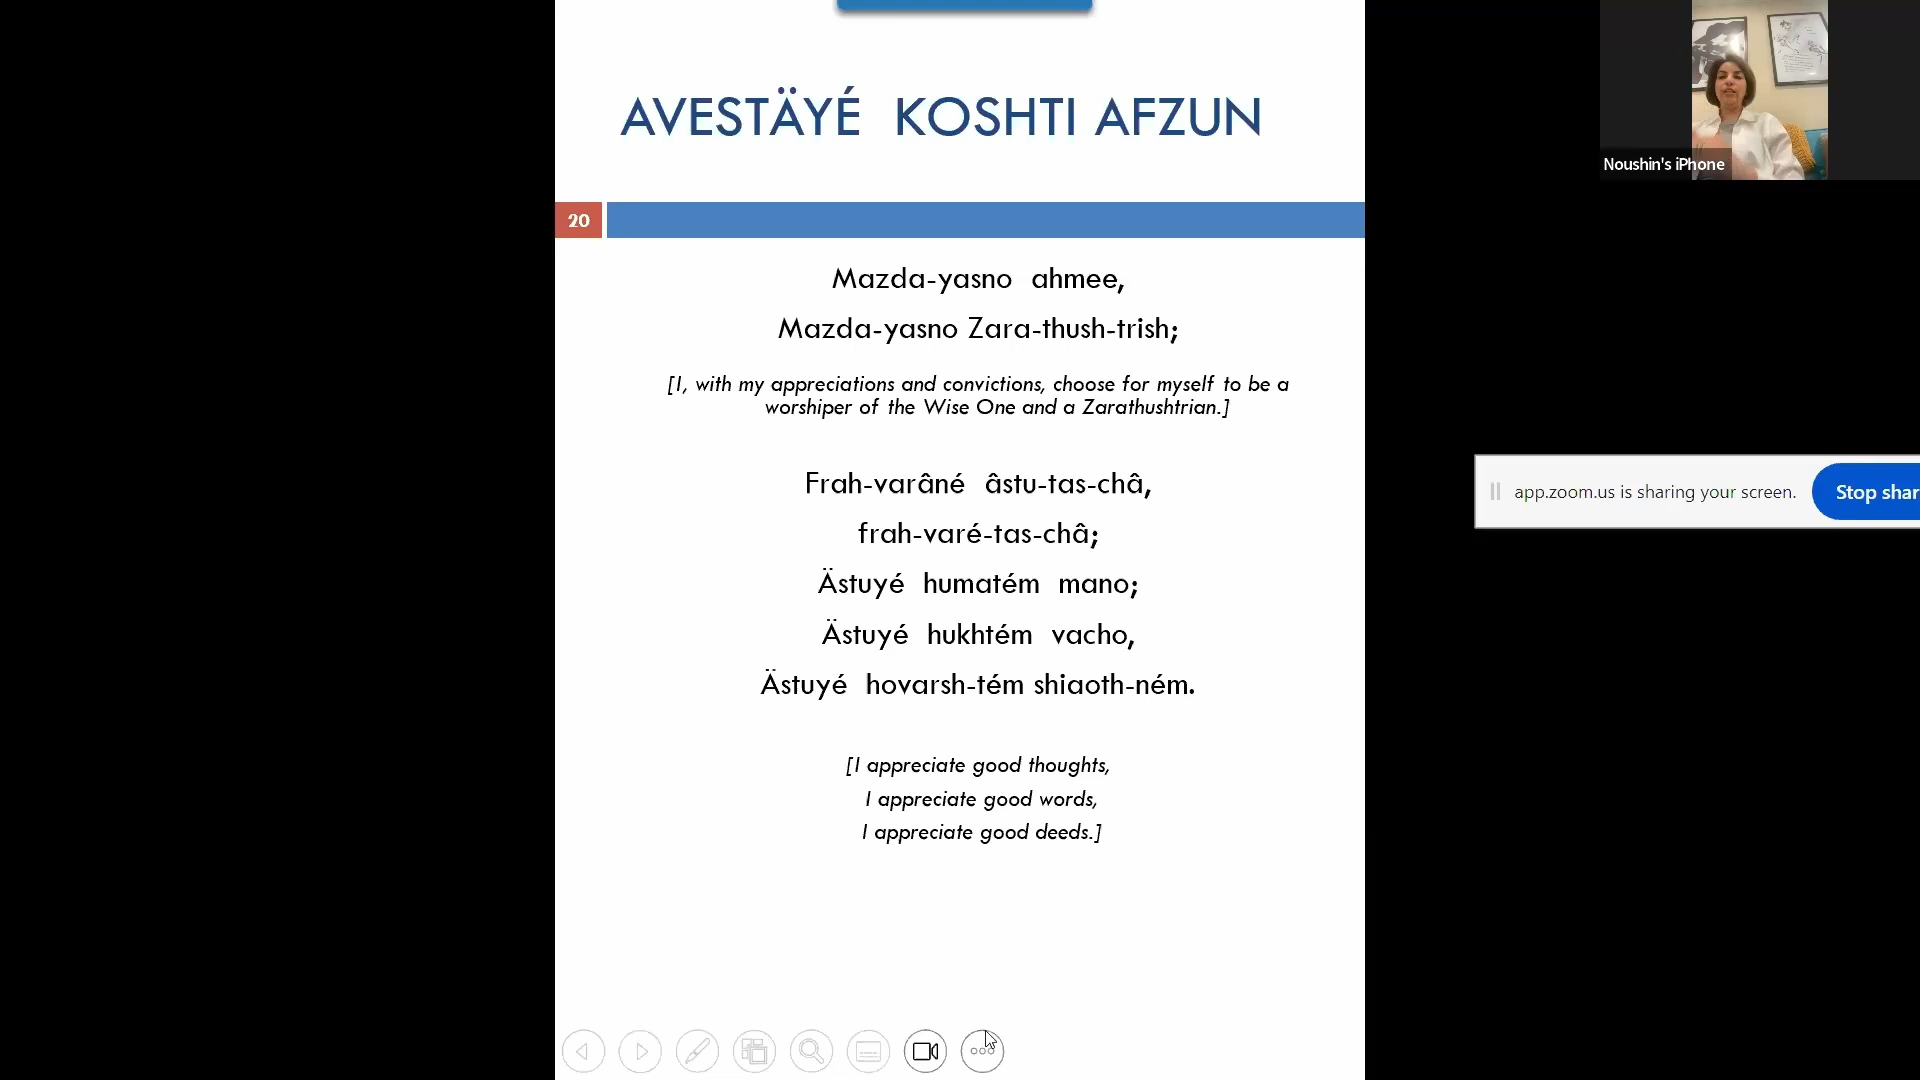 AVESTÄYÉ KOSHTI AFZUN
20
Mazda-yasno ahmee,
Mazda-yasno Zara-thush-trish;
[I, with my appreciations and convictions, choose for myself to be a
worshiper of the Wise One and a Zarathushtrian.]
Frah-varâné âstu-tas-châ,
frah-varé-tas-châ;
Ästuyé humatém mano;
Ästuyé hukhtém vacho,
Ästuyé hovarsh-tém shiaoth-ném.
[I appreciate good thoughts,
I appreciate good words,
I appreciate good deeds.]
Noushin's iPhone
app.zoom.us is sharing your screen.
Stop shar